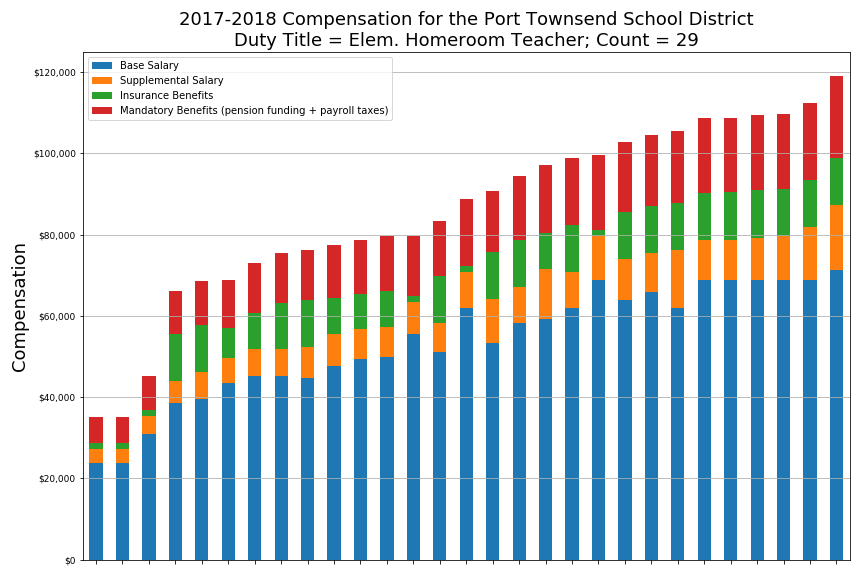 2017-2018 Compensation for the Port Townsend School District
Duty Title = Elem. Homeroom Teacher; Count = 29
Base Salary
Supplemental Salary
Insurance Benefits
Mandatory Benefits (pension funding + payroll taxes)
Compensation
$120,000
$100,000
$80,000
$60,000
$40,000
$20,000
$0